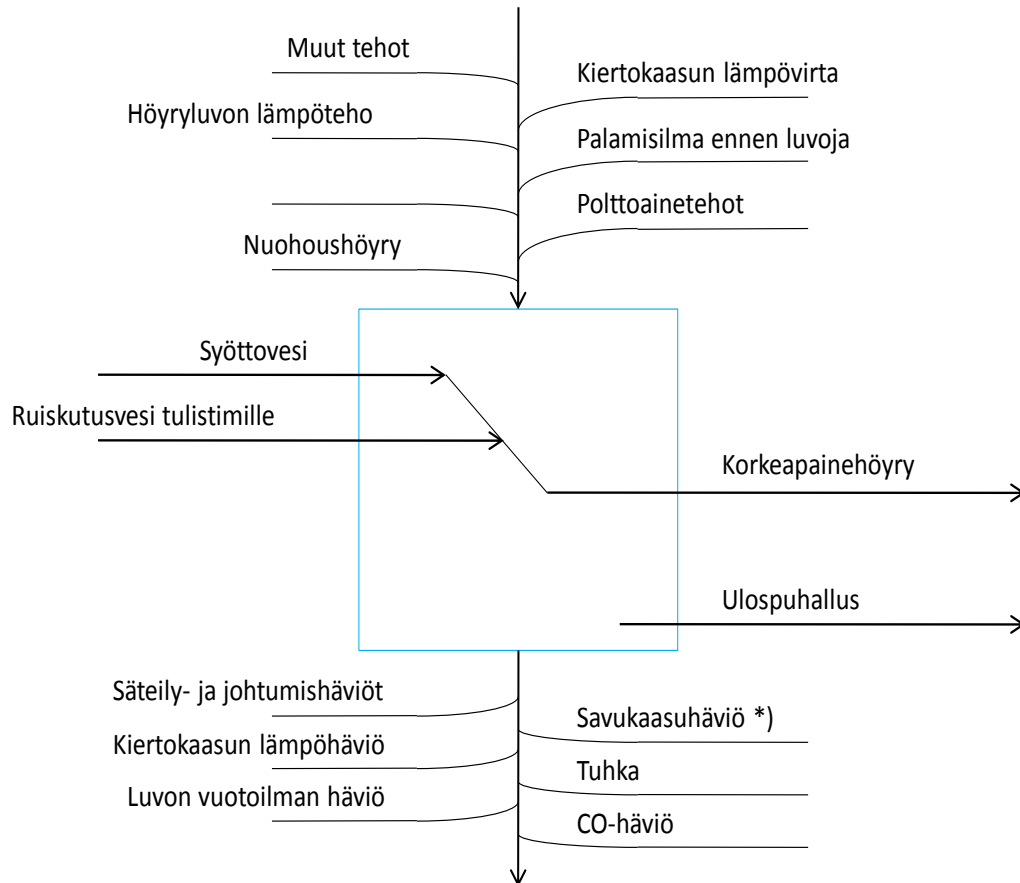 Muut tehot
Kiertokaasun lämpövirta
Höyryluvon lämpöteho
Palamisilma ennen luvoja
Polttoainetehot
Nuohoushöyry
Syöttovesi
Ruiskutusvesi tulistimille
Korkeapainehöyry
Ulospuhallus
Säteily- ja johtumishäviöt
Savukaasuhäviö *)
Kiertokaasun lämpöhäviö
Tuhka
Luvon vuotoilman häviö
CO-häviö